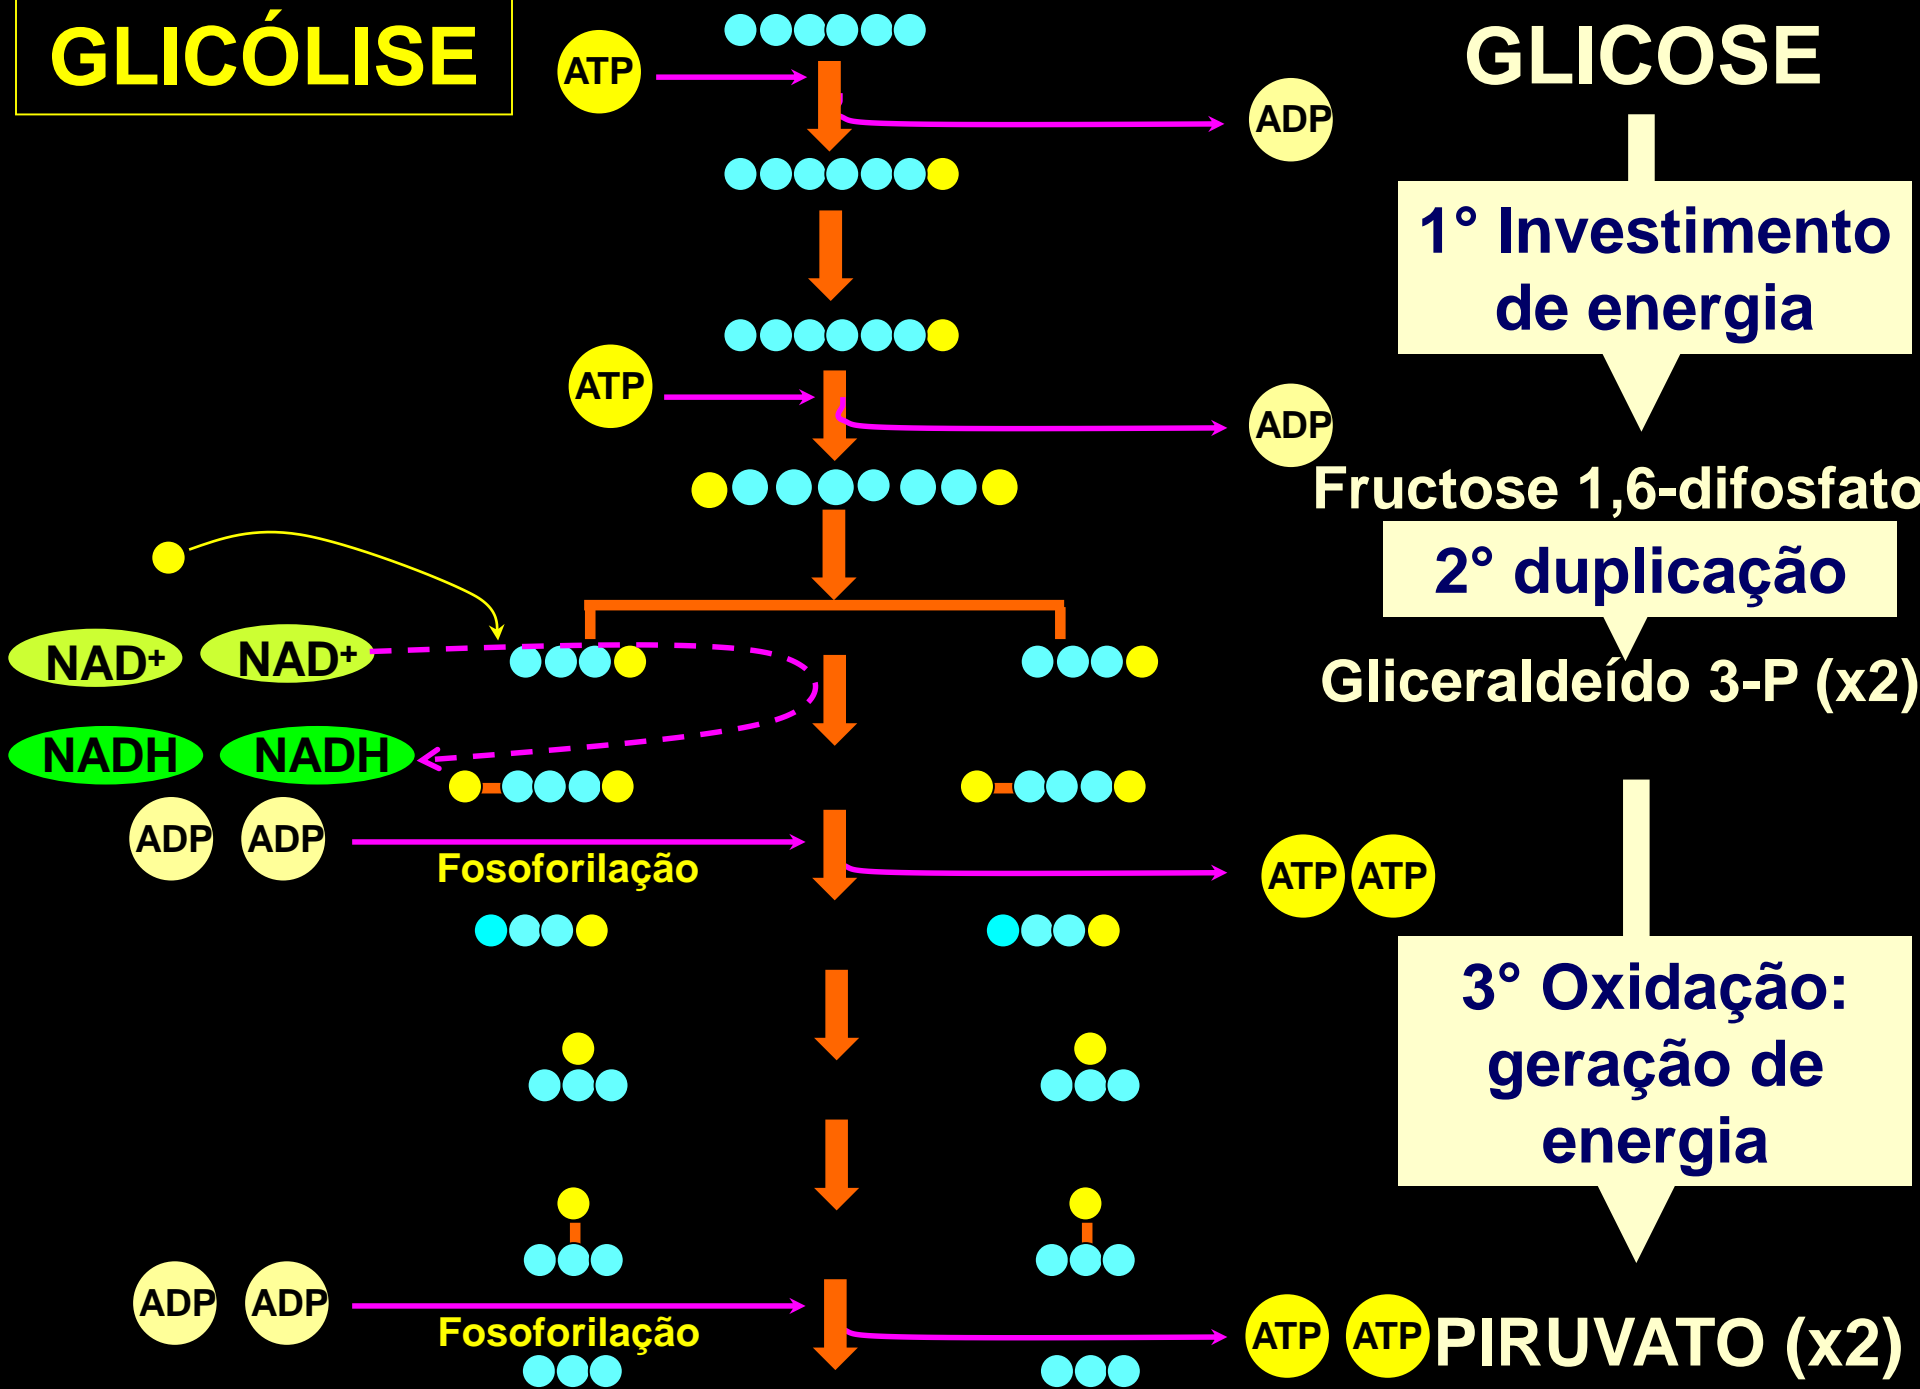 GLICÓLISE
ATP
GLICOSE
ADP
1° Investimento
de energia
ATP
ADP
Fructose 1,6-difosfato
2° duplicação
NAD+
NAD+
Gliceraldeído 3-P (x2)
NADH
NADH
ADP
ADP
Fosoforilação
ATP
ATP
3° Oxidação:
geração de
energia
ADP
ADP
Fosoforilação
ATP
ATP
PIRUVATO (x2)